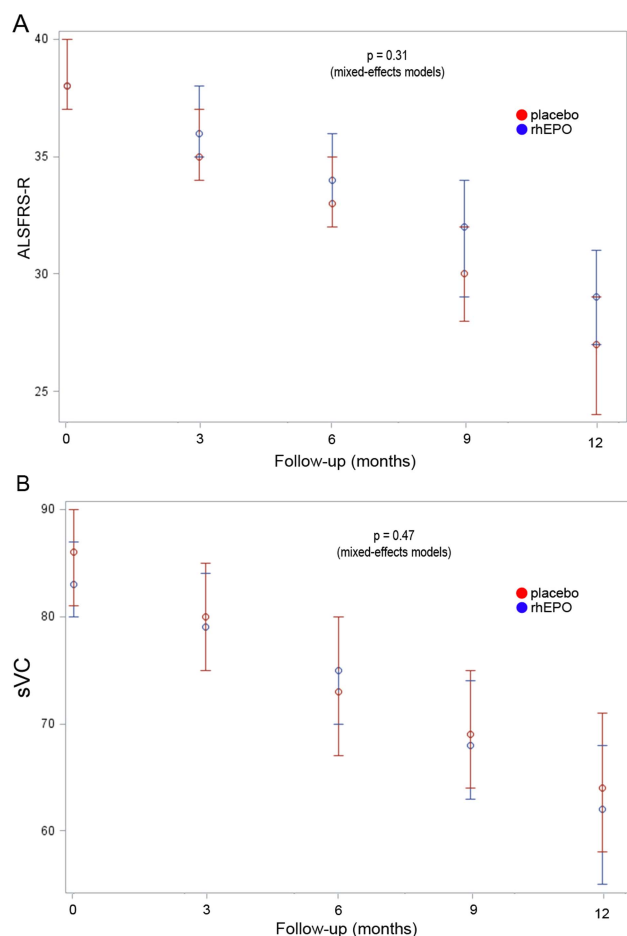 A
40
p = 0.31
(mixed-effects models)
placebo
rhEPO
35
ALSFRS-R
30
25
0 3 6 9 12
Follow-up (months)
B
90
p = 0.47
(mixed-effects models)
placebo
rhEPO
80
sVC
70
60
0 3 6 9 12
Follow-up (months)